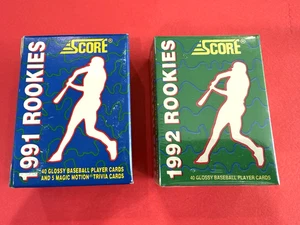 SCORE
1991 ROOKIES
40 GLOSSY BASEBALL PLAYER CARDS
AND 5 MAGIC MOTION® TRIVIA CARDS
SCORE
1992 ROOKIES
40 GLOSSY BASEBALL PLAYER CARDS